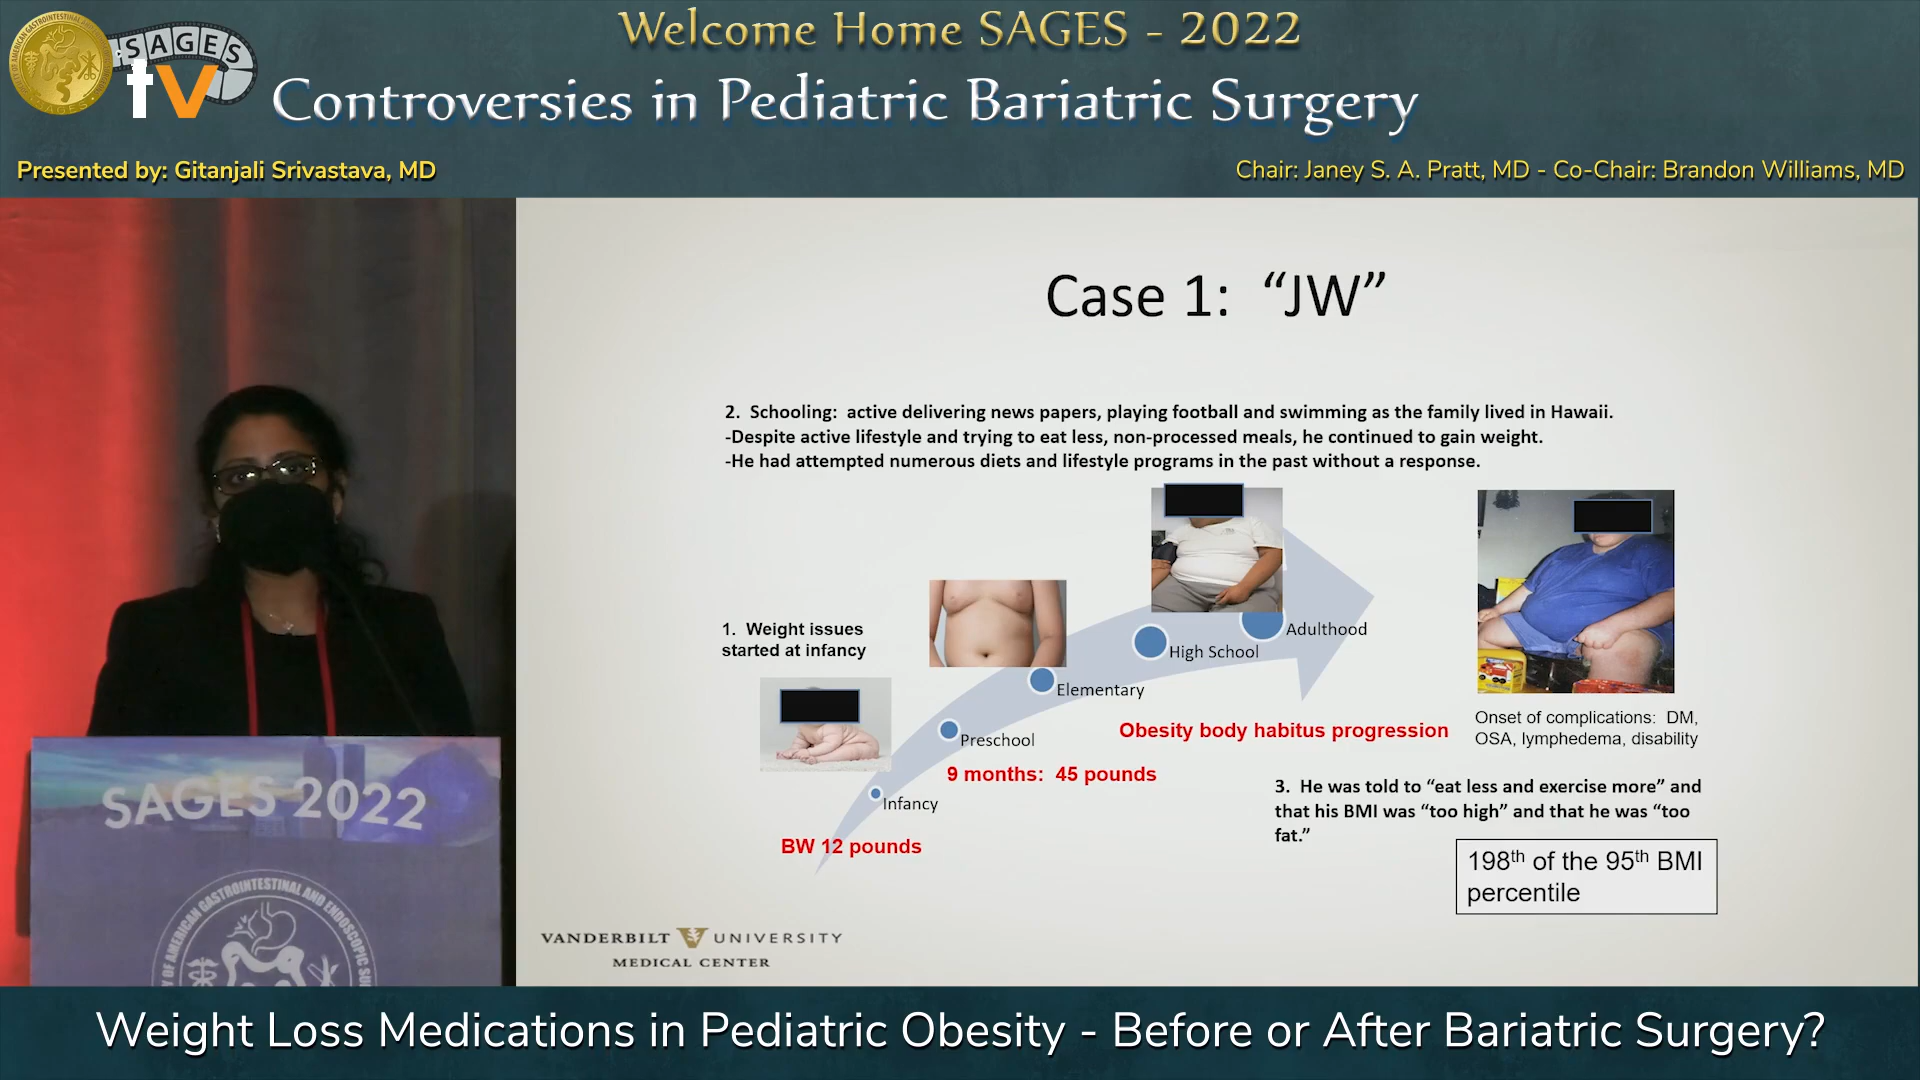 Welcome Home SAGES - 2022
SAGES
tv
Controversies in Pediatric Bariatric Surgery
Presented by: Gitanjali Srivastava, MD
Chair: Janey S. A. Pratt, MD - Co-Chair: Brandon Williams, MD
Case 1: “JW”
2. Schooling: active delivering news papers, playing football and swimming as the family lived in Hawaii.
-Despite active lifestyle and trying to eat less, non-processed meals, he continued to gain weight.
-He had attempted numerous diets and lifestyle programs in the past without a response.
1. Weight issues
started at infancy
Adulthood
High School
Elementary
Preschool
Infancy
Obesity body habitus progression
9 months: 45 pounds
BW 12 pounds
Onset of complications: DM,
OSA, lymphedema, disability
3. He was told to “eat less and exercise more” and
that his BMI was “too high” and that he was “too
fat.”
198th of the 95th BMI
percentile
VANDERBILT UNIVERSITY
MEDICAL CENTER
SAGES 2022
OF AMERICAN GASTROINTESTINAL AND ENDOSCOPIC
Weight Loss Medications in Pediatric Obesity - Before or After Bariatric Surgery?